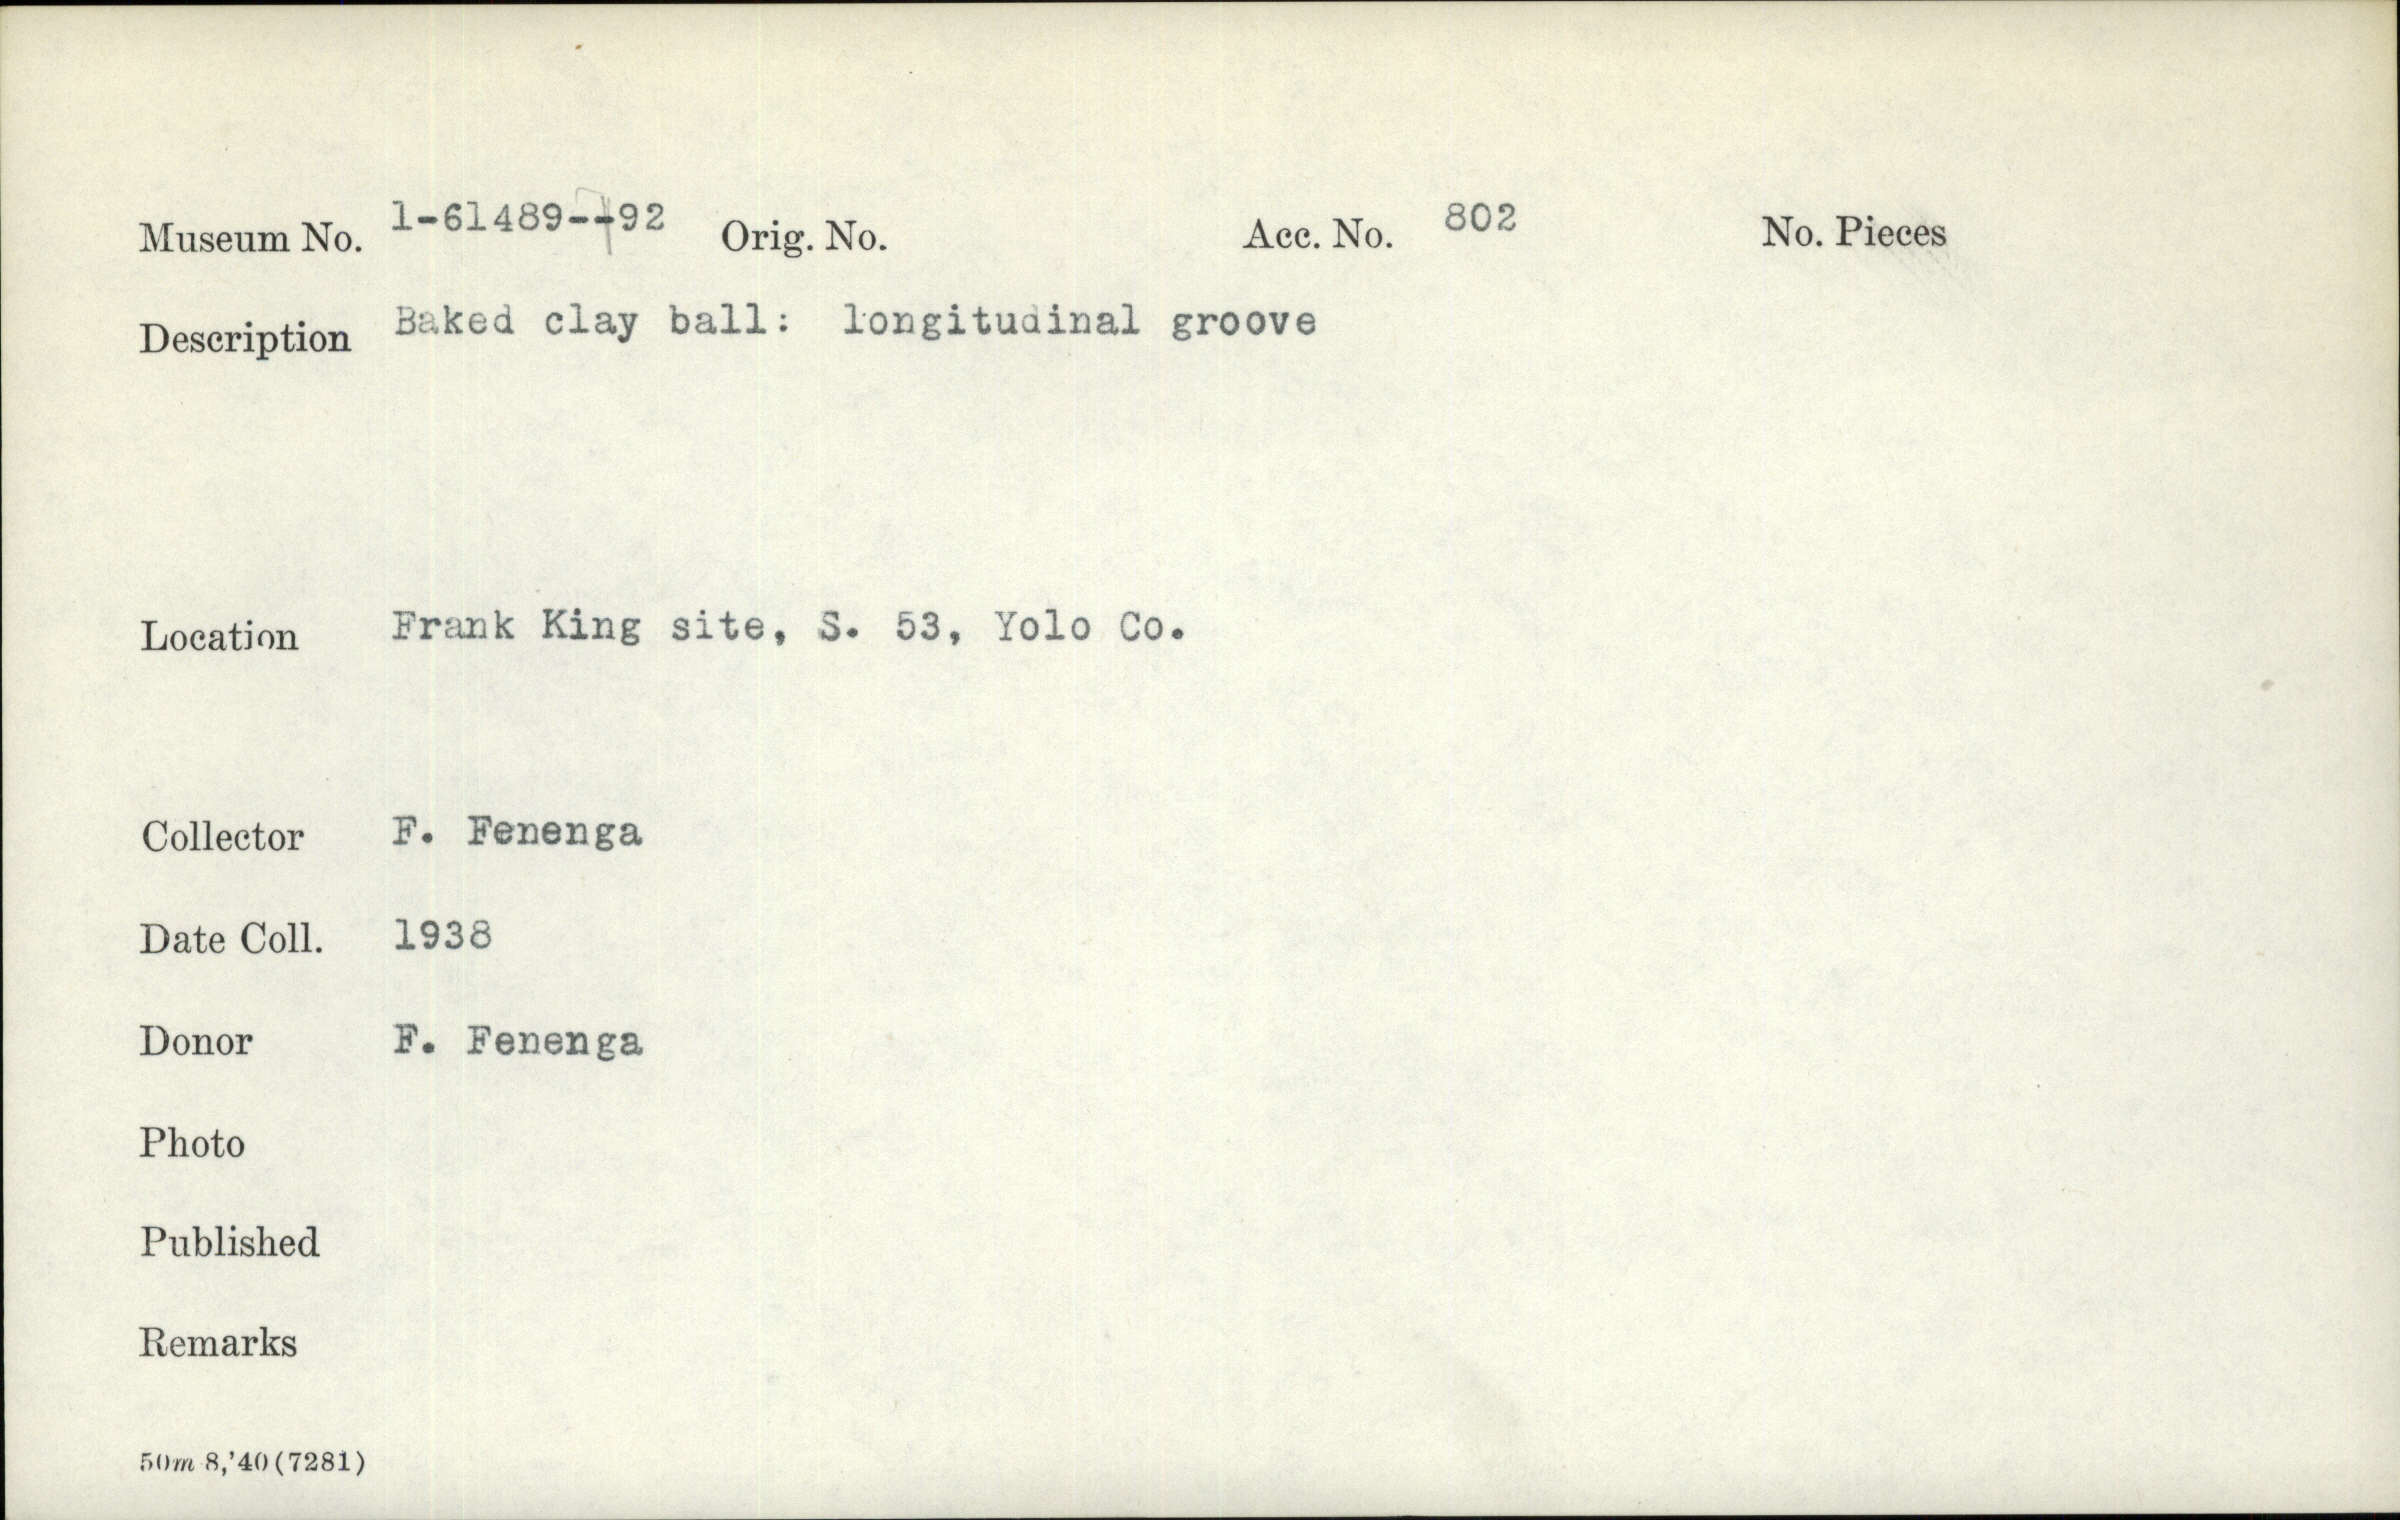 Museum No. 1-61489--92 Orig. No. Acc. No. 802 No. Pieces
Description Baked clay ball: longitudinal groove
Location Frank King site, S. 53, Yolo Co.
Collector F. Fenenga
Date Coll. 1938
Donor F. Fenenga
Photo
Published
Remarks
50m 8,'40(7281)